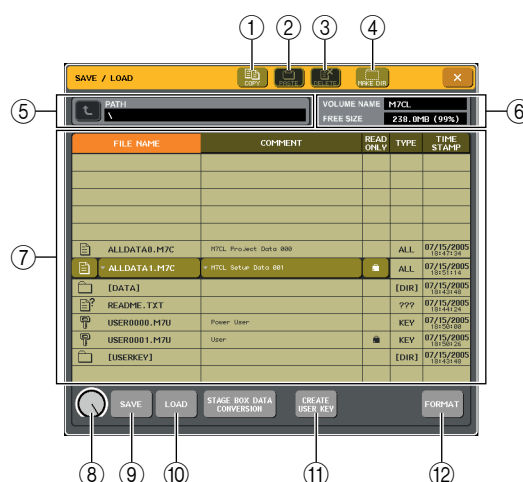 ① ② ③ ④
SAVE / LOAD COPY PASTE DELETE MAKE DIR ×
⑤ PATH VOLUME NAME M7CL ⑥
\ FREE SIZE 238.0MB (99%)
FILE NAME COMMENT READ ONLY TYPE TIME STAMP
⑦
ALLDATA0.M7C M7CL Project Data 000 ALL 07/15/2005 18:47:34
ALLDATA1.M7C M7CL Setup Data 001 ALL 07/15/2005 18:51:14
[DATA] [DIR] 07/15/2005 18:43:48
README.TXT ??? 07/15/2005 18:44:24
USER0000.M7U Power User KEY 07/15/2005 18:50:00
USER0001.M7U User KEY 07/15/2005 18:50:26
[USERKEY] [DIR] 07/15/2005 18:43:48
SAVE LOAD STAGE BOX DATA CONVERSION CREATE USER KEY FORMAT
⑧ ⑨ ⑩ ⑪ ⑫